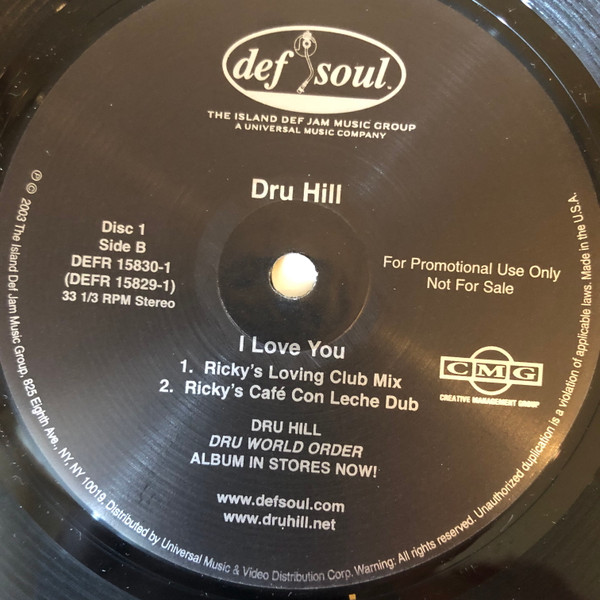 def soul
THE ISLAND DEF JAM MUSIC GROUP
A UNIVERSAL MUSIC COMPANY
Dru Hill
Disc 1
Side B
DEFR 15830-1
(DEFR 15829-1)
33 1/3 RPM Stereo
For Promotional Use Only
Not For Sale
I Love You
1. Ricky's Loving Club Mix
2. Ricky's Café Con Leche Dub
CMG
CREATIVE MANAGEMENT GROUP
DRU HILL
DRU WORLD ORDER
ALBUM IN STORES NOW!
www.defsoul.com
www.druhill.net
℗ © 2003 The Island Def Jam Music Group, 825 Eighth Ave., NY, NY 10019, Distributed by Universal Music & Video Distribution Corp. Warning: All rights reserved. Unauthorized duplication is a violation of applicable laws. Made in the U.S.A.